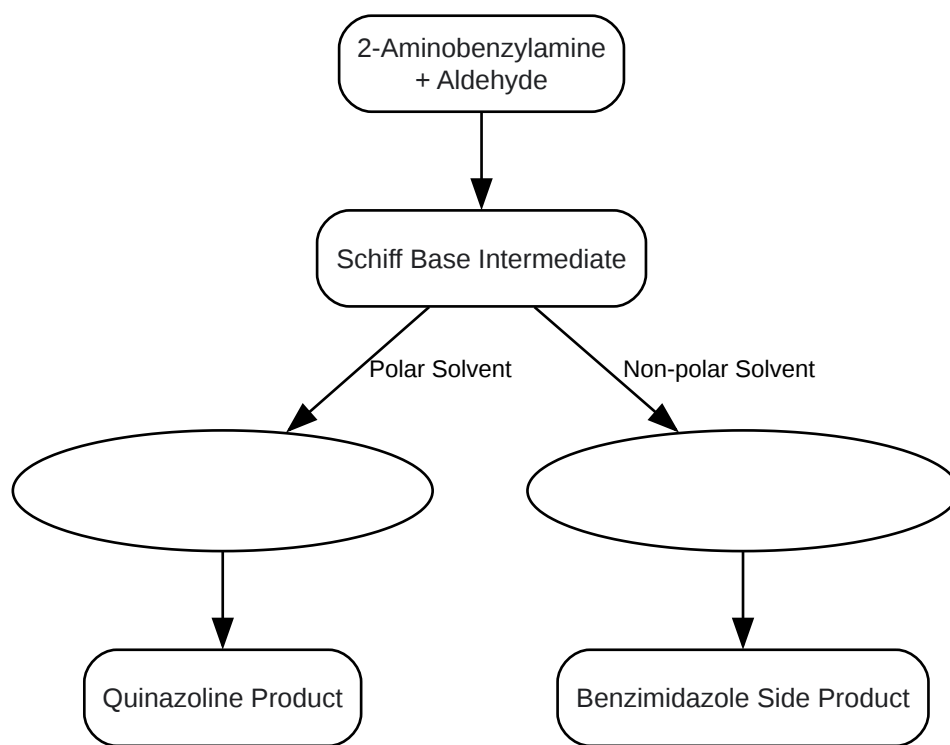 2-Aminobenzylamine
+ Aldehyde
Schiff Base Intermediate
Polar Solvent
Non-polar Solvent
Quinazoline Product
Benzimidazole Side Product